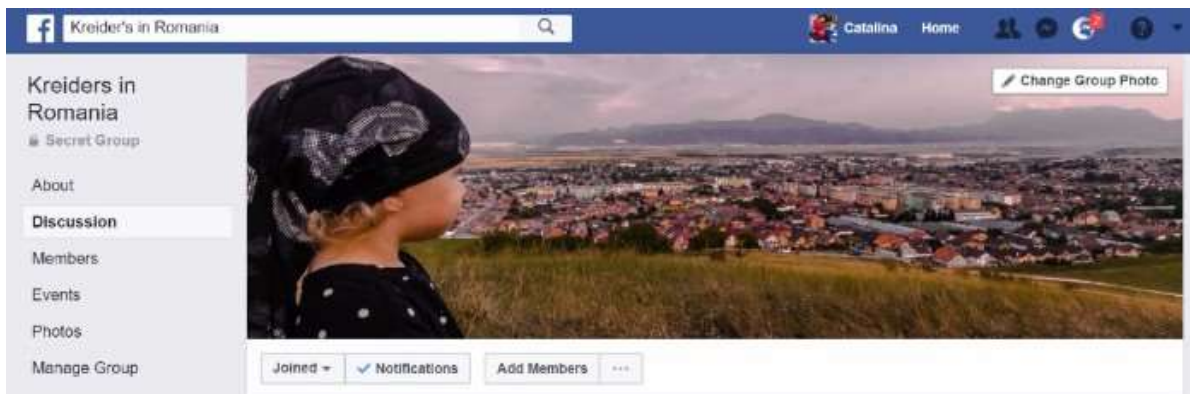 Kreider's in Romania
Catalina Home
Kreiders in
Romania
Secret Group
About
Discussion
Members
Events
Photos
Manage Group
Change Group Photo
Joined
Notifications
Add Members